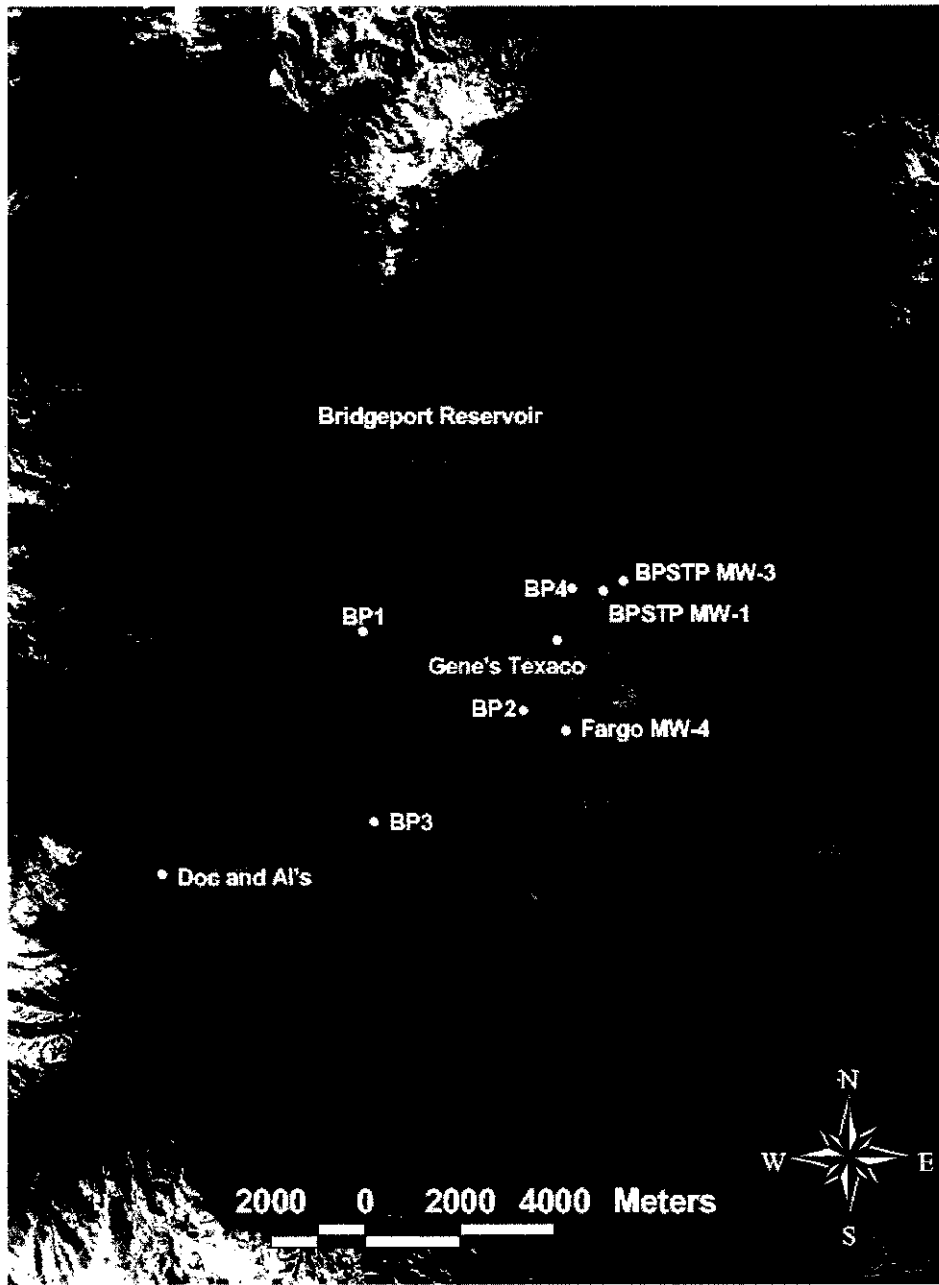 Bridgeport Reservoir
BPSTP MW-3
BP4
BPSTP MW-1
BP1
Gene's Texaco
BP2
Fargo MW-4
BP3
Doc and Al's
N
W E
S
2000 0 2000 4000 Meters